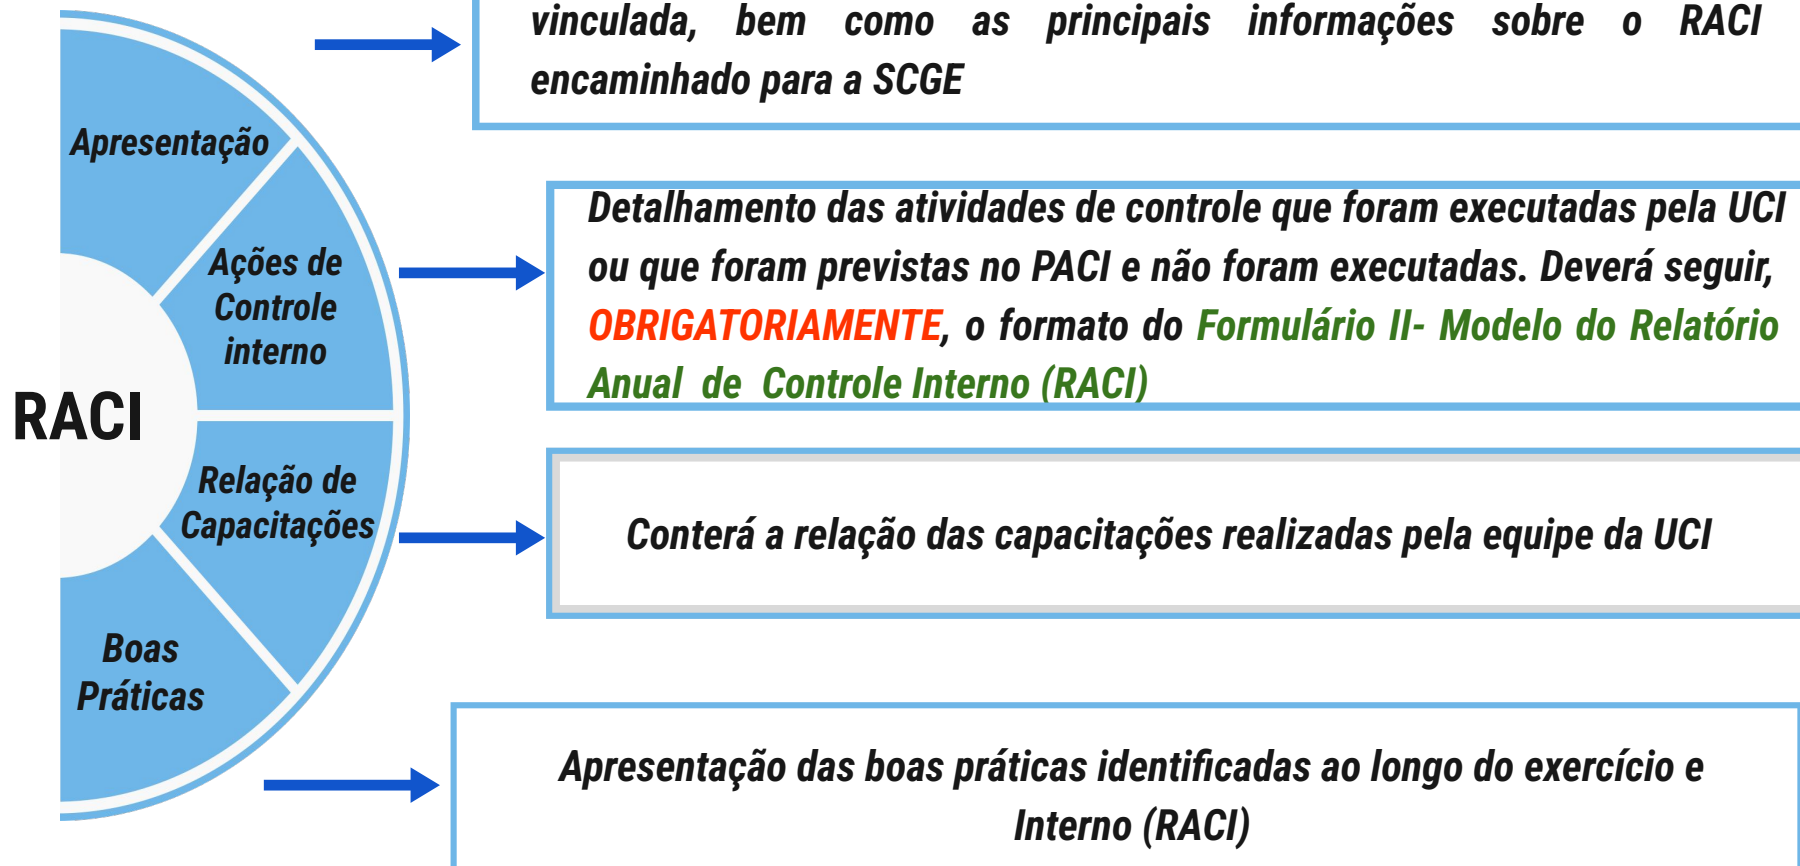 vinculada, bem como as principais informações sobre o RACI
encaminhado para a SCGE
Apresentação
Detalhamento das atividades de controle que foram executadas pela UCI
ou que foram previstas no PACI e não foram executadas. Deverá seguir,
OBRIGATORIAMENTE, o formato do Formulário II- Modelo do Relatório
Anual de Controle Interno (RACI)
Ações de
Controle
interno
RACI
Relação de
Capacitações
Conterá a relação das capacitações realizadas pela equipe da UCI
Boas
Práticas
Apresentação das boas práticas identificadas ao longo do exercício e
Interno (RACI)